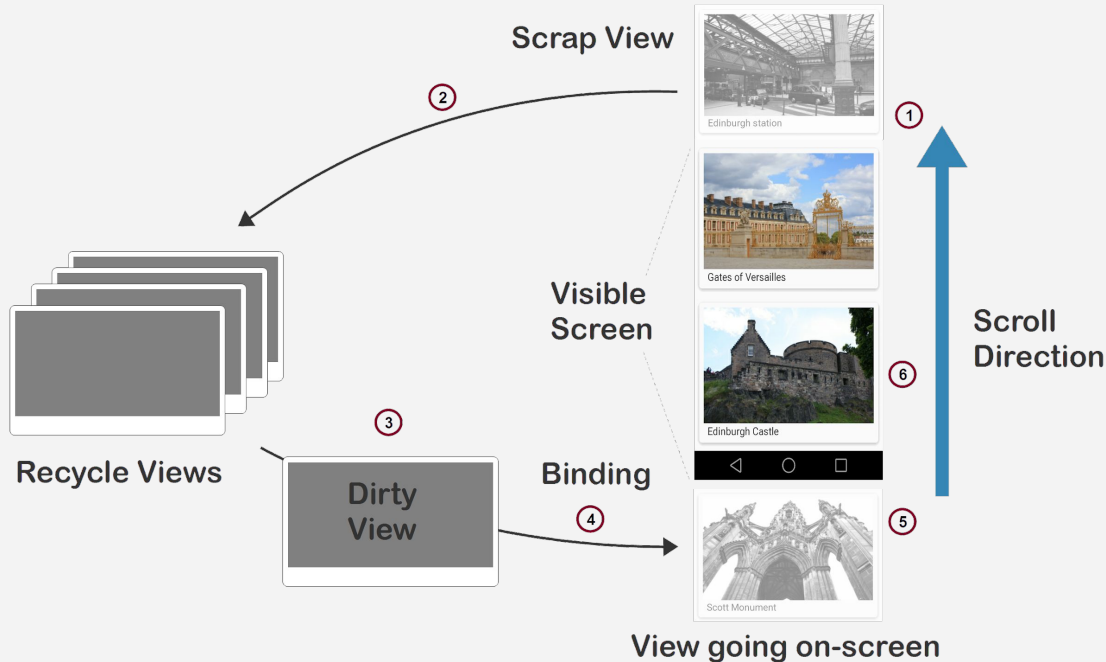 Scrap View
Edinburgh station
1
2
Gates of Versailles
Visible
Screen
Scroll
Direction
6
Edinburgh Castle
3
Recycle Views
Dirty
View
Binding
4
5
Scott Monument
View going on-screen